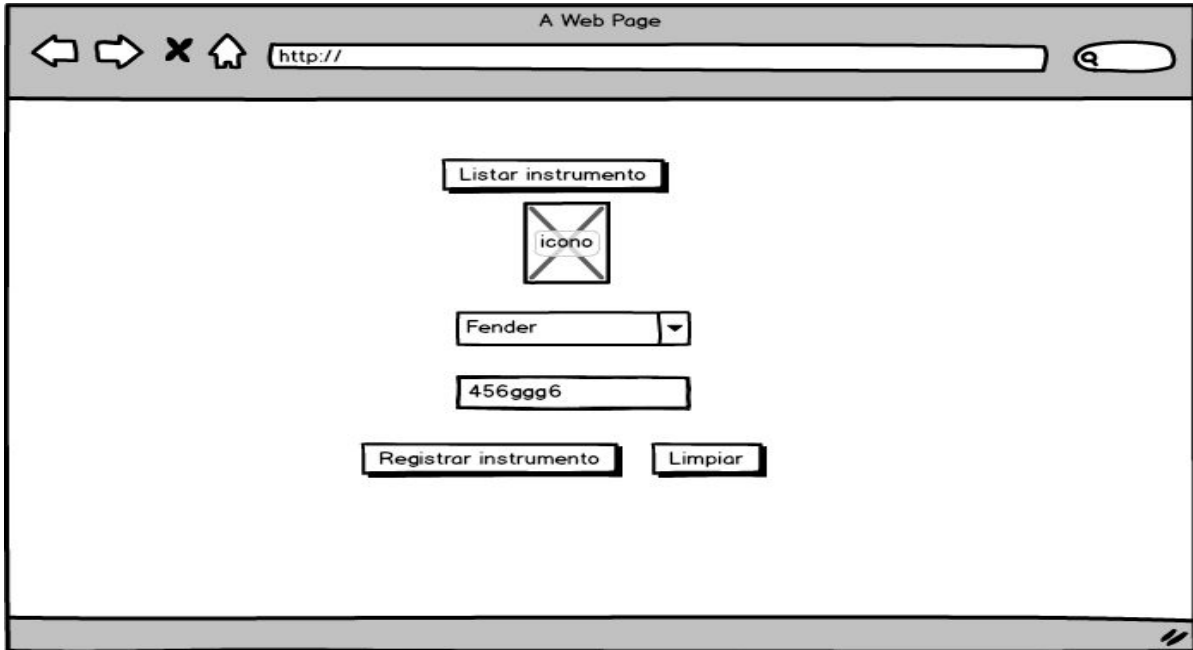 A Web Page
http://
Listar instrumento
icono
Fender
456ggg6
Registrar instrumento
Limpiar